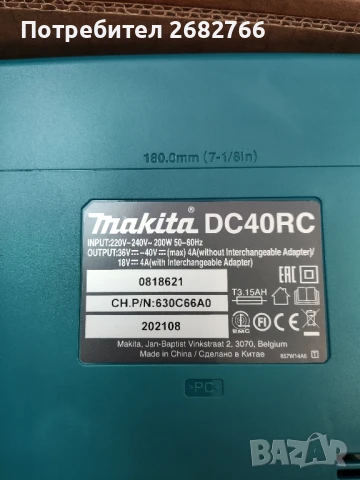 Потребител 2682766
180.0mm (7-1/8in)
makita DC40RC
INPUT:220V~240V~ 200W 50-60Hz
OUTPUT:36V⎓-40V⎓(max) 4A(without Interchangeable Adapter)/
18V⎓4A(with Interchangeable Adapter)
0818621
CH.P/N:630C66A0
202108
T3.15AH
EAC
Makita, Jan-Baptist Vinkstraat 2, 3070, Belgium
Made in China / Сделано в Китае
PC
BAZAR